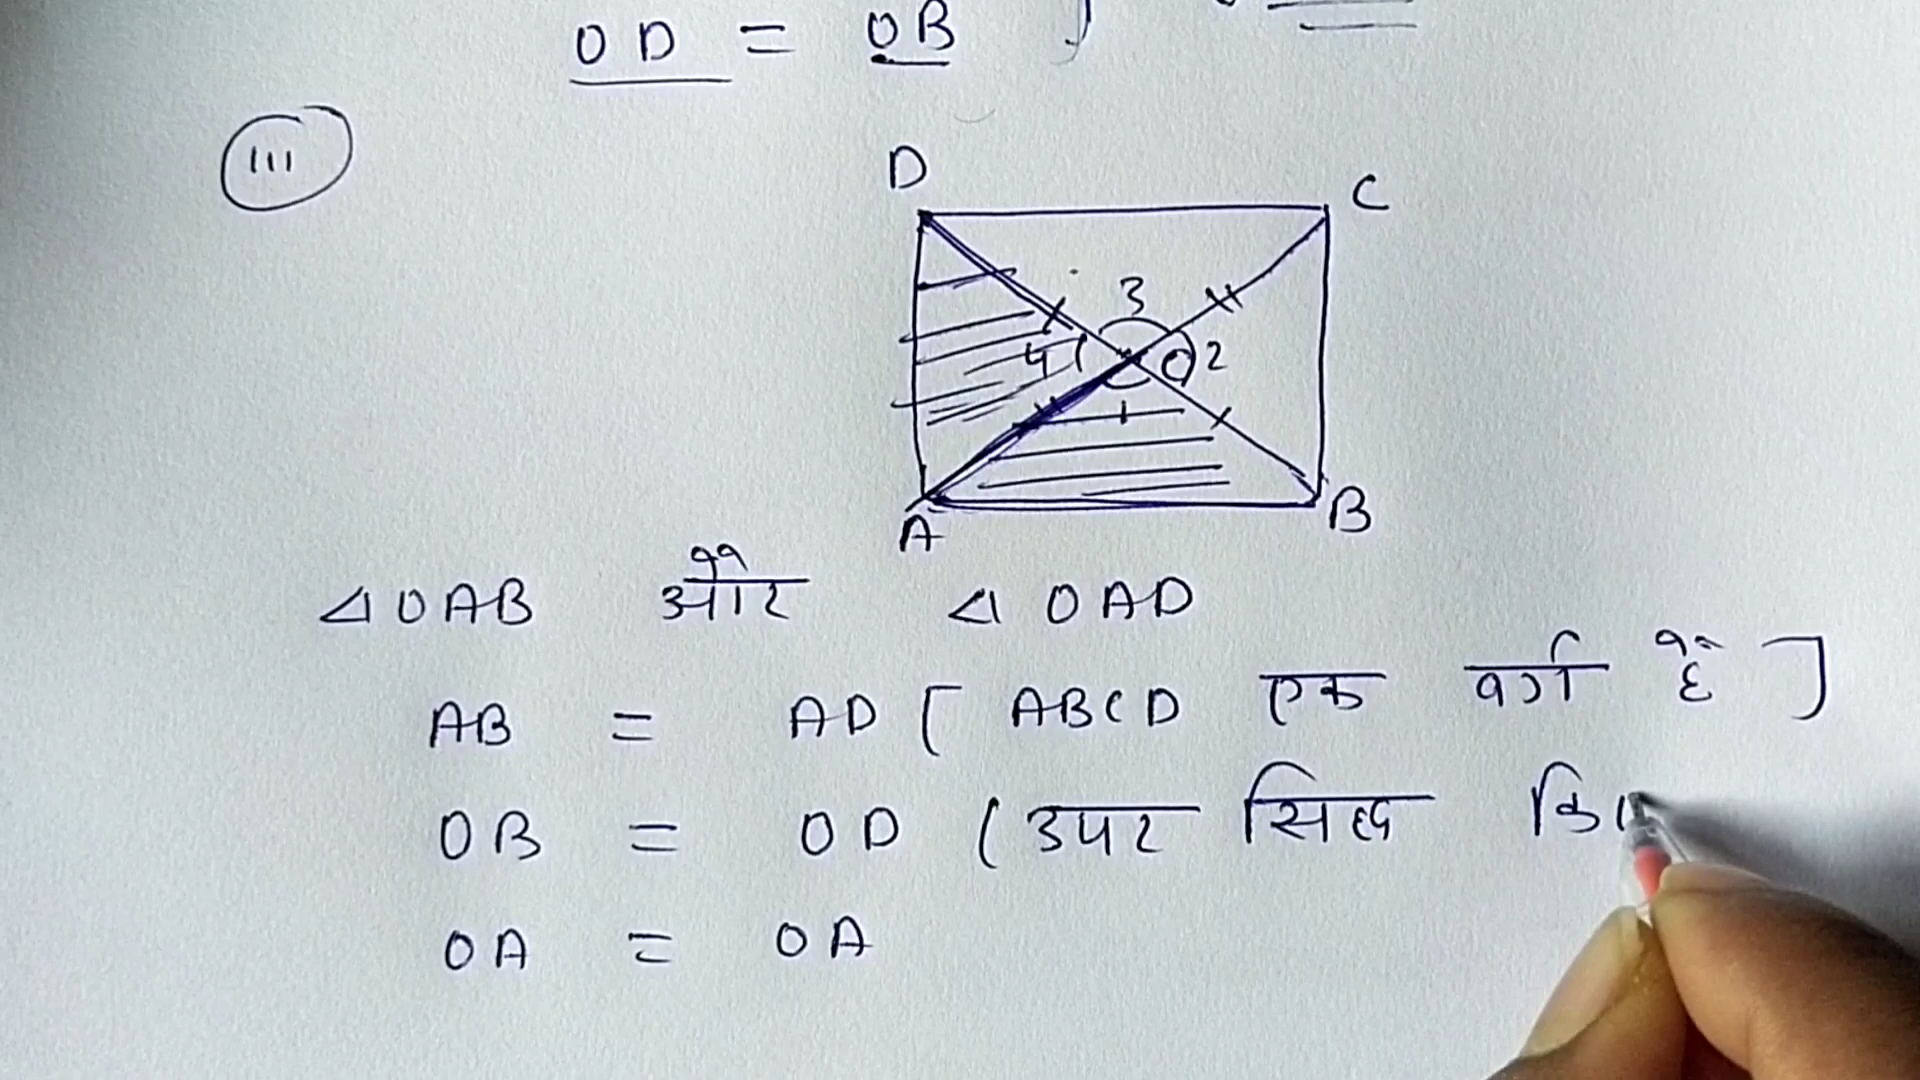 OD = OB }
III
D
C
3
4
O
2
1
A
B
△OAB और △OAD
AB = AD [ ABCD एक वर्ग है ]
OB = OD ( उपर सिद्ध
OA = OA